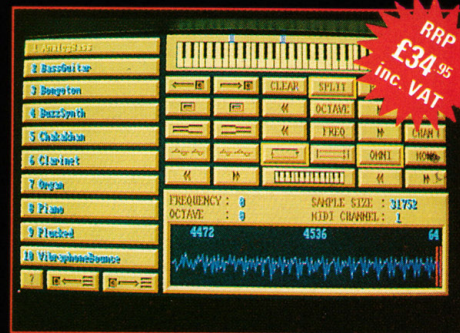 RRP
£34.95
inc. VAT
1 AnalogBass
2 BassGuitar
3 Bongoton
4 BuzzSynth
5 Chakakhan
6 Clarinet
7 Organ
8 Piano
9 Plucked
10 VibraphoneBounce
?
CLEAR SPLIT
« OCTAVE »
« FREQ » CHAN
OMNI MONO
« » « »
FREQUENCY : 0 SAMPLE SIZE : 31752
OCTAVE : 0 MIDI CHANNEL: 1
4472 4536 64